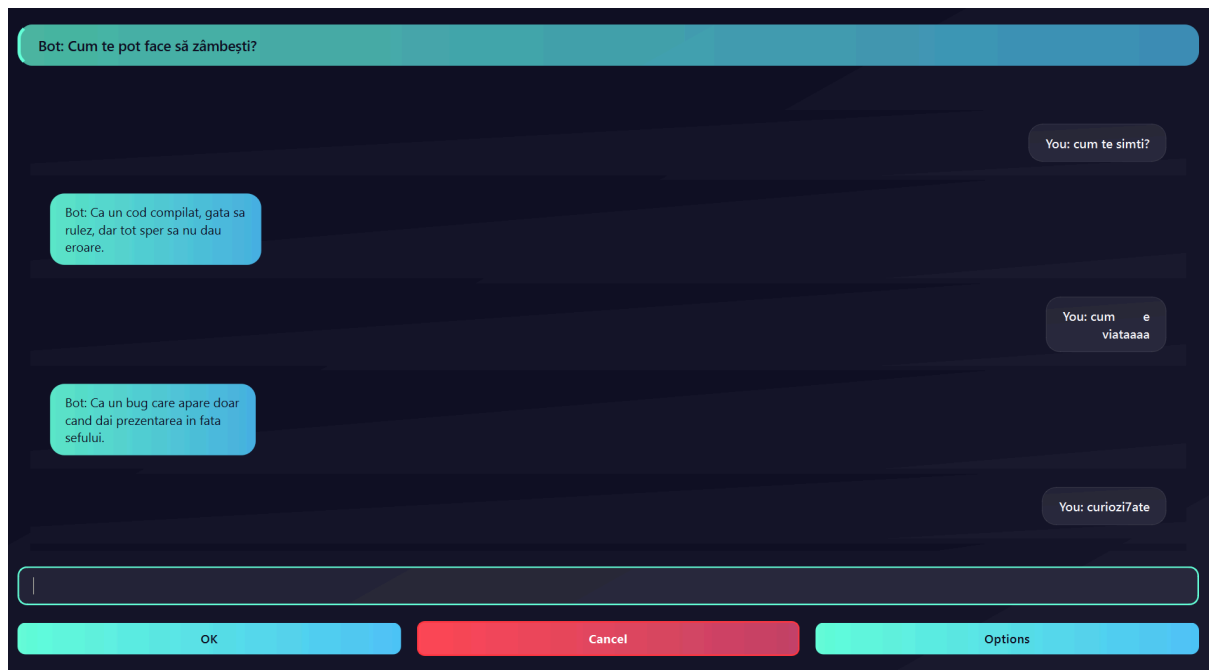 Bot: Cum te pot face să zâmbești?
You: cum te simti?
Bot: Ca un cod compilat, gata sa
rulez, dar tot sper sa nu dau
eroare.
You: cum e
viataaaa
Bot: Ca un bug care apare doar
cand dai prezentarea in fata
sefului.
You: curiozi7ate
OK
Cancel
Options